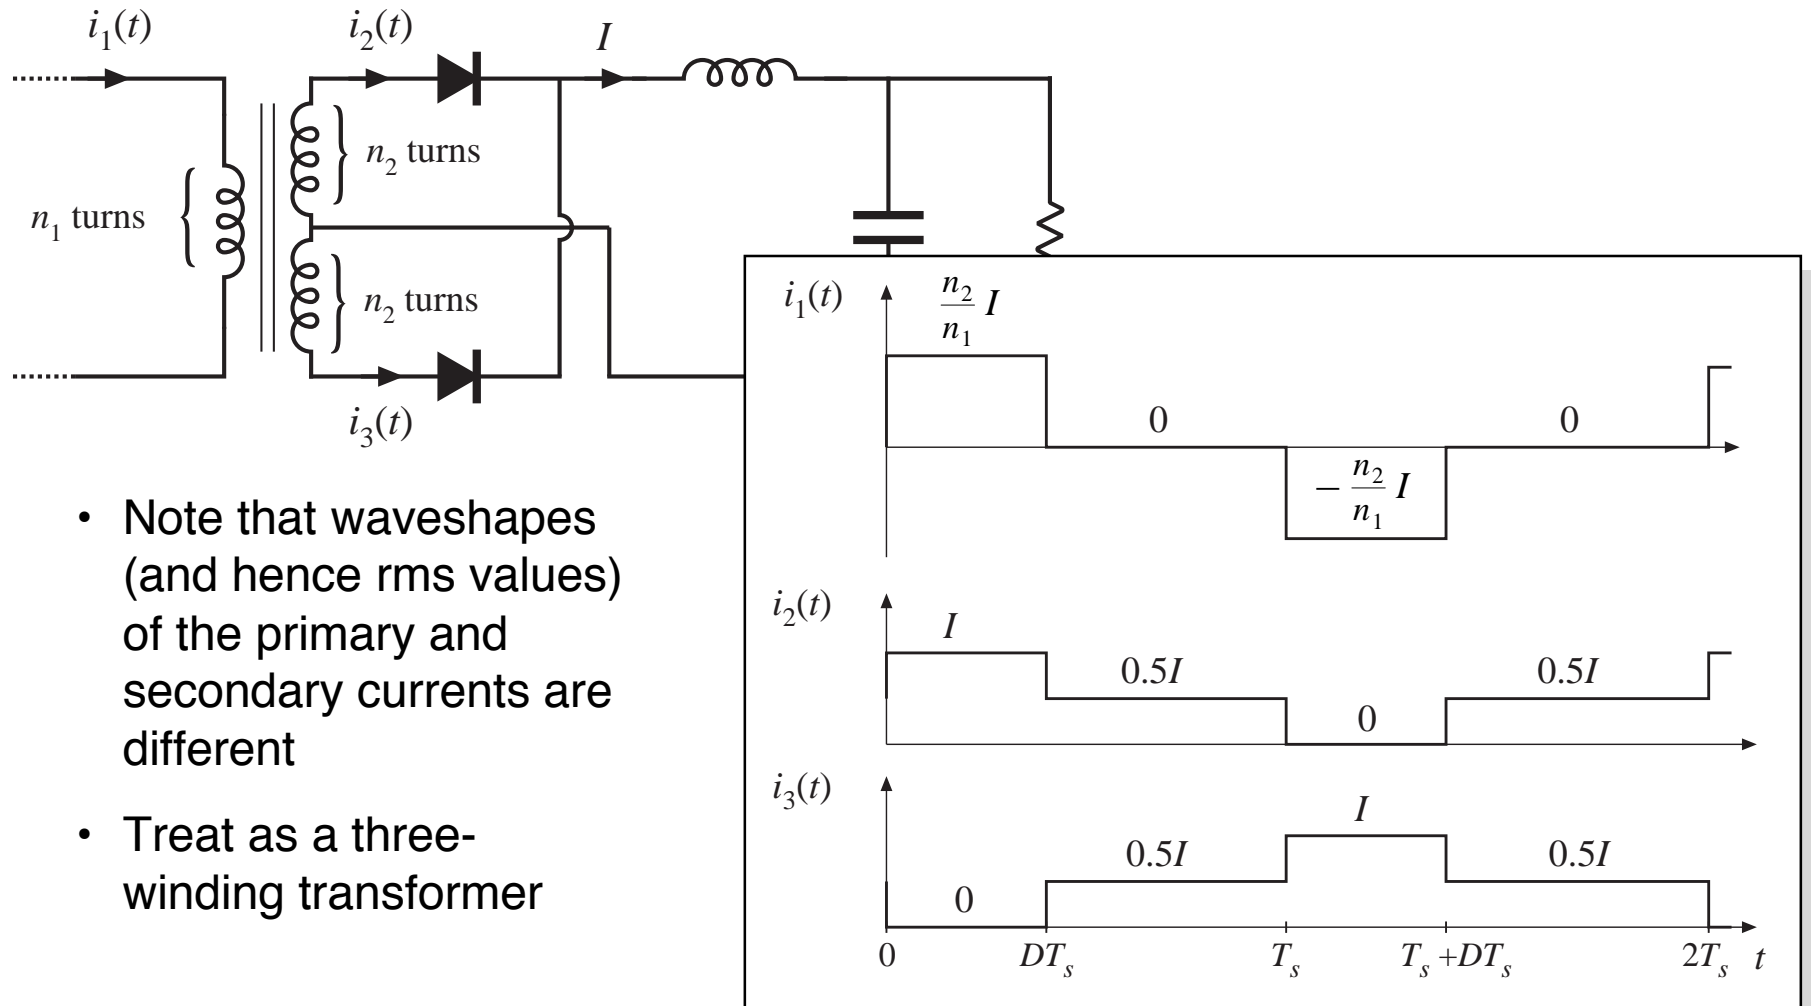 i₁(t)
i₂(t)
I
n₂ turns
n₁ turns
n₂ turns
i₃(t)
• Note that waveshapes
(and hence rms values)
of the primary and
secondary currents are
different
• Treat as a three-
winding transformer
i₁(t)
n₂/n₁ I
0
0
− n₂/n₁ I
i₂(t)
I
0.5I
0
0.5I
i₃(t)
0
0.5I
I
0.5I
0 DTₛ Tₛ Tₛ +DTₛ 2Tₛ t